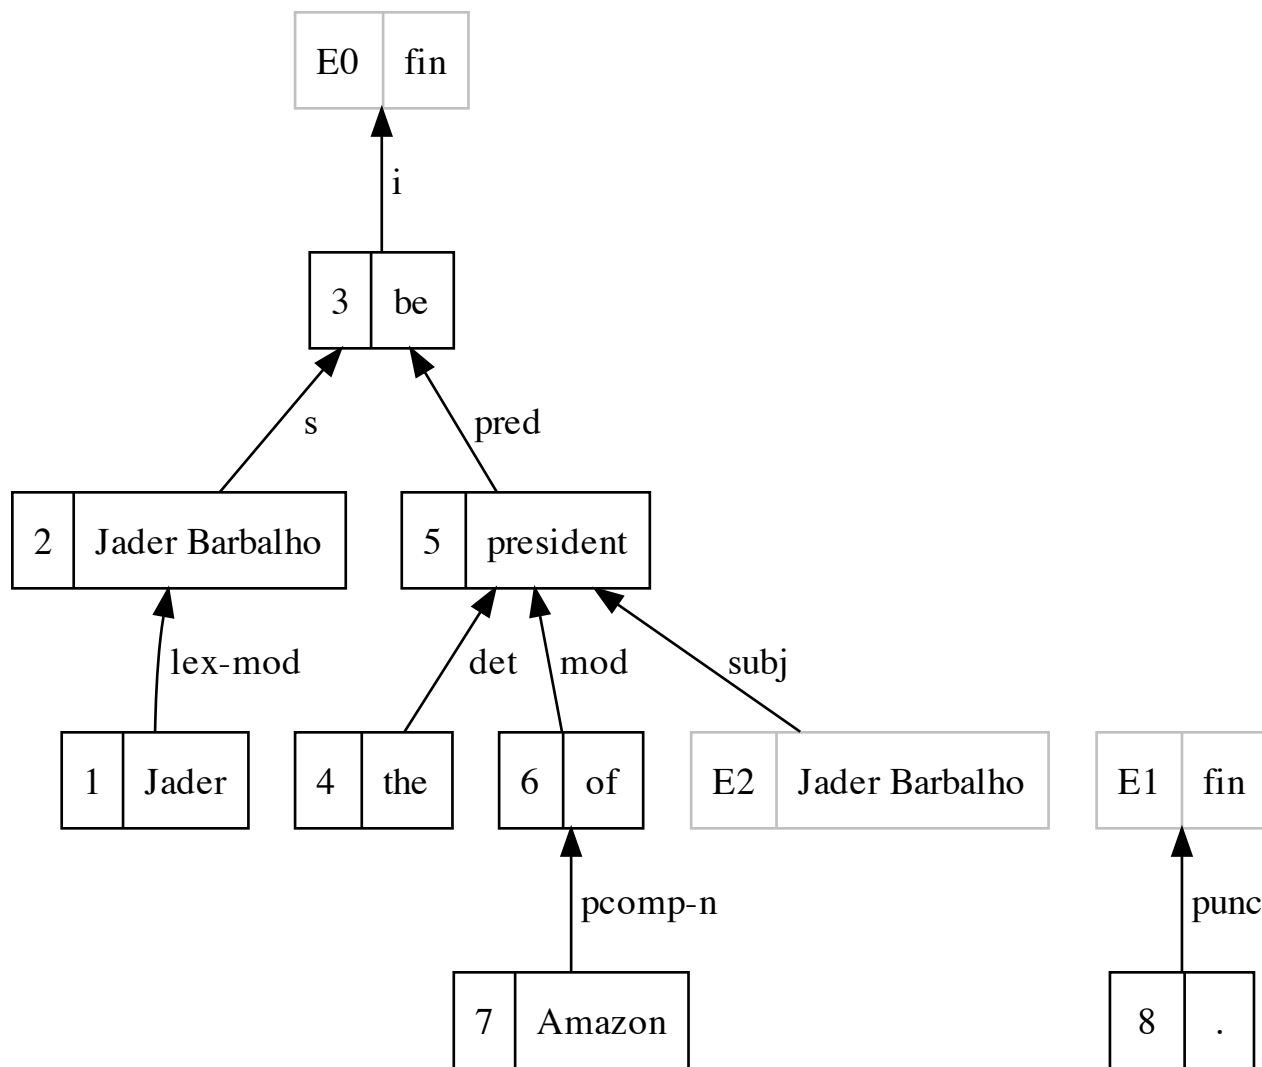 E0 fin
i
3 be
s pred
2 Jader Barbalho 5 president
lex-mod det mod subj
1 Jader 4 the 6 of E2 Jader Barbalho E1 fin
pcomp-n punc
7 Amazon 8 .